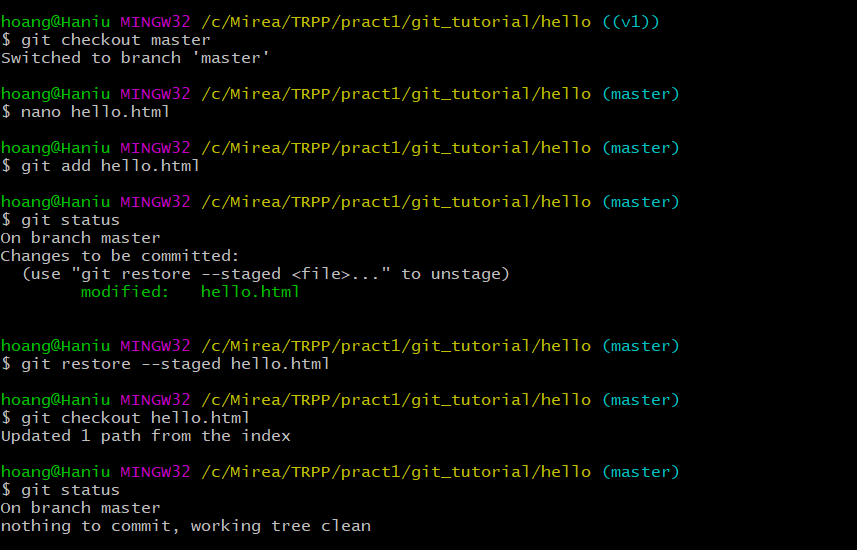 hoang@Haniu MINGW32 /c/Mirea/TRPP/pract1/git_tutorial/hello ((v1))
$ git checkout master
Switched to branch 'master'
hoang@Haniu MINGW32 /c/Mirea/TRPP/pract1/git_tutorial/hello (master)
$ nano hello.html
hoang@Haniu MINGW32 /c/Mirea/TRPP/pract1/git_tutorial/hello (master)
$ git add hello.html
hoang@Haniu MINGW32 /c/Mirea/TRPP/pract1/git_tutorial/hello (master)
$ git status
On branch master
Changes to be committed:
  (use "git restore --staged <file>..." to unstage)
        modified:   hello.html
hoang@Haniu MINGW32 /c/Mirea/TRPP/pract1/git_tutorial/hello (master)
$ git restore --staged hello.html
hoang@Haniu MINGW32 /c/Mirea/TRPP/pract1/git_tutorial/hello (master)
$ git checkout hello.html
Updated 1 path from the index
hoang@Haniu MINGW32 /c/Mirea/TRPP/pract1/git_tutorial/hello (master)
$ git status
On branch master
nothing to commit, working tree clean